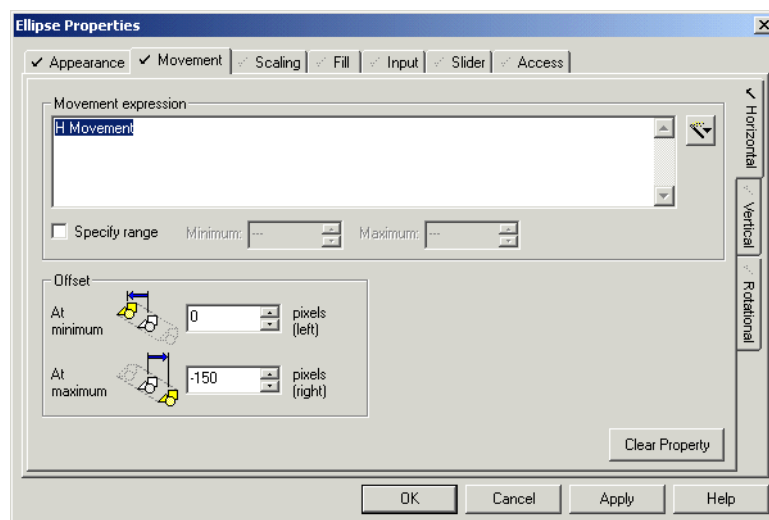 Ellipse Properties
Appearance Movement Scaling Fill Input Slider Access
Movement expression
H Movement
Specify range Minimum: --- Maximum: ---
Offset
At minimum 0 pixels (left)
At maximum -150 pixels (right)
Horizontal
Vertical
Rotational
Clear Property
OK Cancel Apply Help